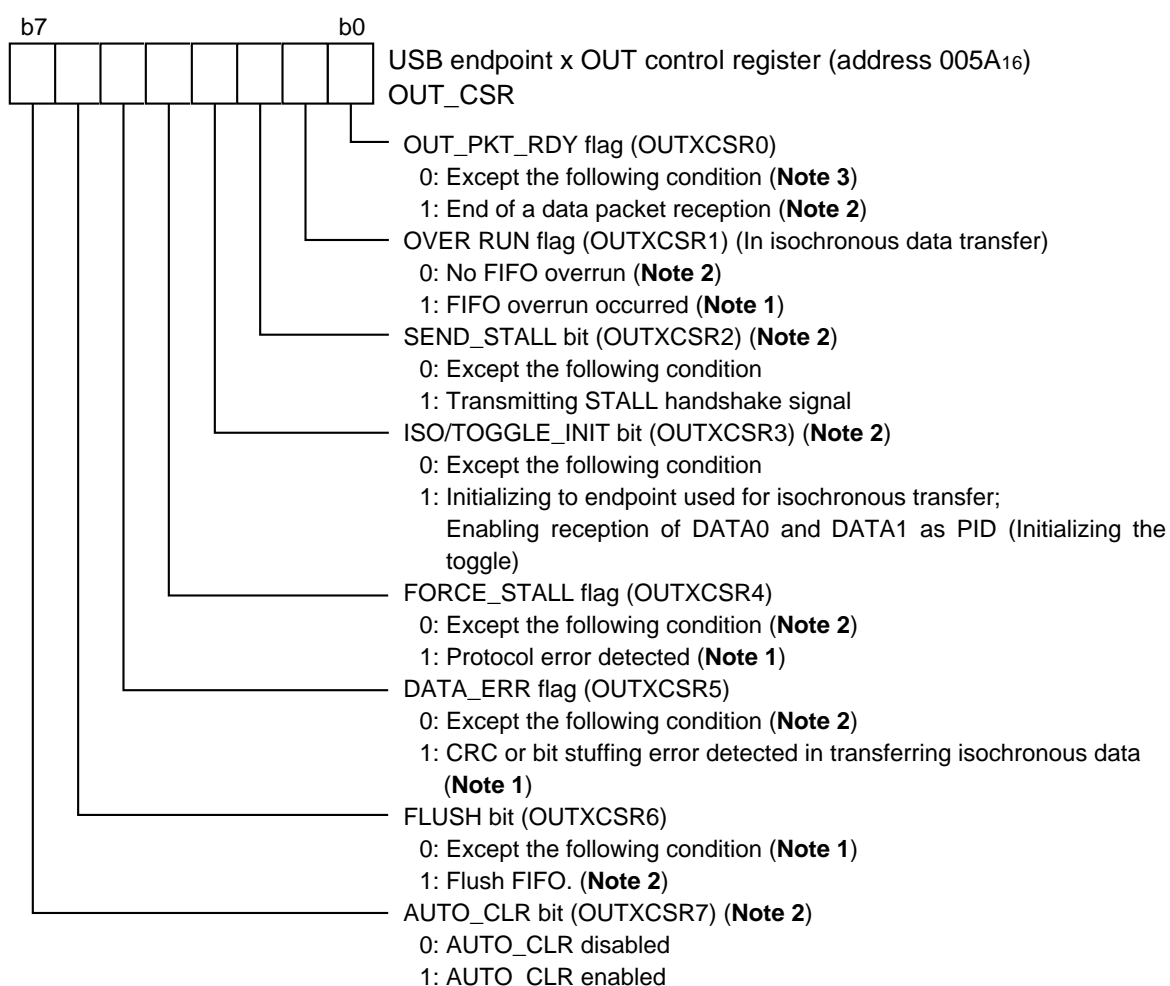 b7 b0
USB endpoint x OUT control register (address 005A16)
OUT_CSR
OUT_PKT_RDY flag (OUTXCSR0)
0: Except the following condition (Note 3)
1: End of a data packet reception (Note 2)
OVER RUN flag (OUTXCSR1) (In isochronous data transfer)
0: No FIFO overrun (Note 2)
1: FIFO overrun occurred (Note 1)
SEND_STALL bit (OUTXCSR2) (Note 2)
0: Except the following condition
1: Transmitting STALL handshake signal
ISO/TOGGLE_INIT bit (OUTXCSR3) (Note 2)
0: Except the following condition
1: Initializing to endpoint used for isochronous transfer;
Enabling reception of DATA0 and DATA1 as PID (Initializing the
toggle)
FORCE_STALL flag (OUTXCSR4)
0: Except the following condition (Note 2)
1: Protocol error detected (Note 1)
DATA_ERR flag (OUTXCSR5)
0: Except the following condition (Note 2)
1: CRC or bit stuffing error detected in transferring isochronous data
(Note 1)
FLUSH bit (OUTXCSR6)
0: Except the following condition (Note 1)
1: Flush FIFO. (Note 2)
AUTO_CLR bit (OUTXCSR7) (Note 2)
0: AUTO_CLR disabled
1: AUTO_CLR enabled